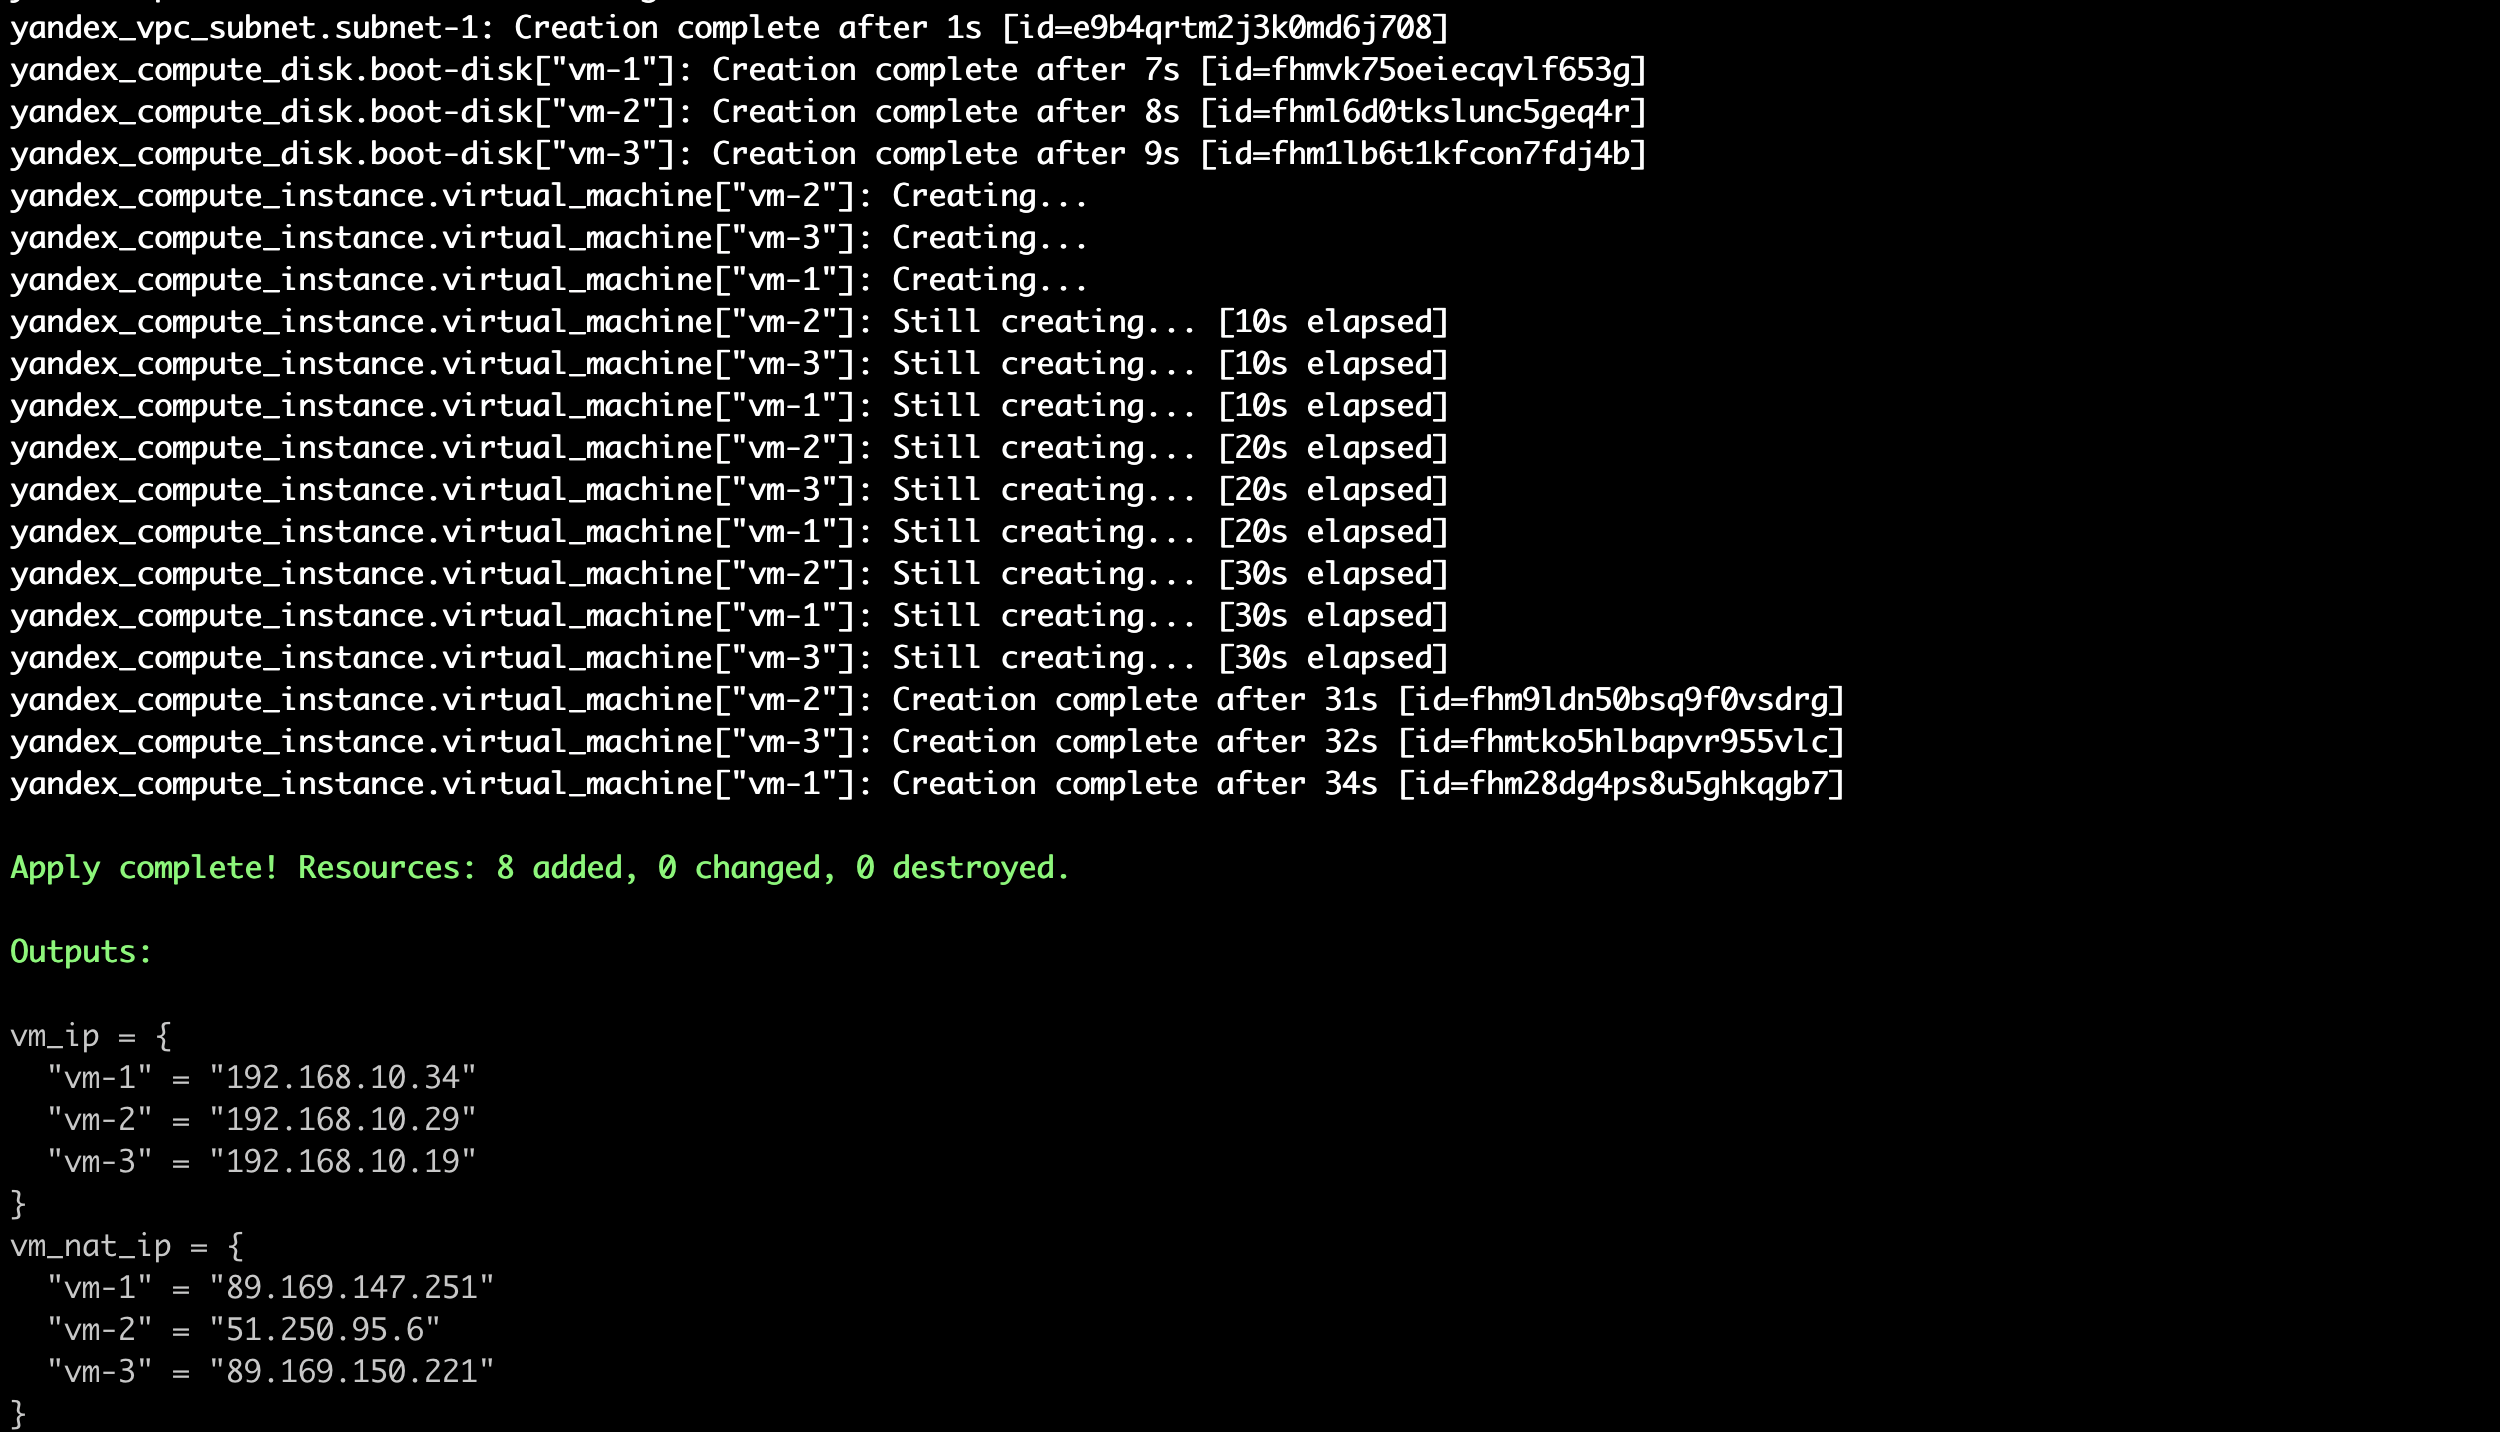 yandex_vpc_subnet.subnet-1: Creation complete after 1s [id=e9b4qrtm2j3k0md6j708]
yandex_compute_disk.boot-disk["vm-1"]: Creation complete after 7s [id=fhmvk75oeiecqvlf653g]
yandex_compute_disk.boot-disk["vm-2"]: Creation complete after 8s [id=fhml6d0tkslunc5geq4r]
yandex_compute_disk.boot-disk["vm-3"]: Creation complete after 9s [id=fhm1lb6t1kfcon7fdj4b]
yandex_compute_instance.virtual_machine["vm-2"]: Creating...
yandex_compute_instance.virtual_machine["vm-3"]: Creating...
yandex_compute_instance.virtual_machine["vm-1"]: Creating...
yandex_compute_instance.virtual_machine["vm-2"]: Still creating... [10s elapsed]
yandex_compute_instance.virtual_machine["vm-3"]: Still creating... [10s elapsed]
yandex_compute_instance.virtual_machine["vm-1"]: Still creating... [10s elapsed]
yandex_compute_instance.virtual_machine["vm-2"]: Still creating... [20s elapsed]
yandex_compute_instance.virtual_machine["vm-3"]: Still creating... [20s elapsed]
yandex_compute_instance.virtual_machine["vm-1"]: Still creating... [20s elapsed]
yandex_compute_instance.virtual_machine["vm-2"]: Still creating... [30s elapsed]
yandex_compute_instance.virtual_machine["vm-1"]: Still creating... [30s elapsed]
yandex_compute_instance.virtual_machine["vm-3"]: Still creating... [30s elapsed]
yandex_compute_instance.virtual_machine["vm-2"]: Creation complete after 31s [id=fhm9ldn50bsq9f0vsdrg]
yandex_compute_instance.virtual_machine["vm-3"]: Creation complete after 32s [id=fhmtko5hlbapvr955vlc]
yandex_compute_instance.virtual_machine["vm-1"]: Creation complete after 34s [id=fhm28dg4ps8u5ghkqgb7]
Apply complete! Resources: 8 added, 0 changed, 0 destroyed.
Outputs:
vm_ip = {
  "vm-1" = "192.168.10.34"
  "vm-2" = "192.168.10.29"
  "vm-3" = "192.168.10.19"
}
vm_nat_ip = {
  "vm-1" = "89.169.147.251"
  "vm-2" = "51.250.95.6"
  "vm-3" = "89.169.150.221"
}